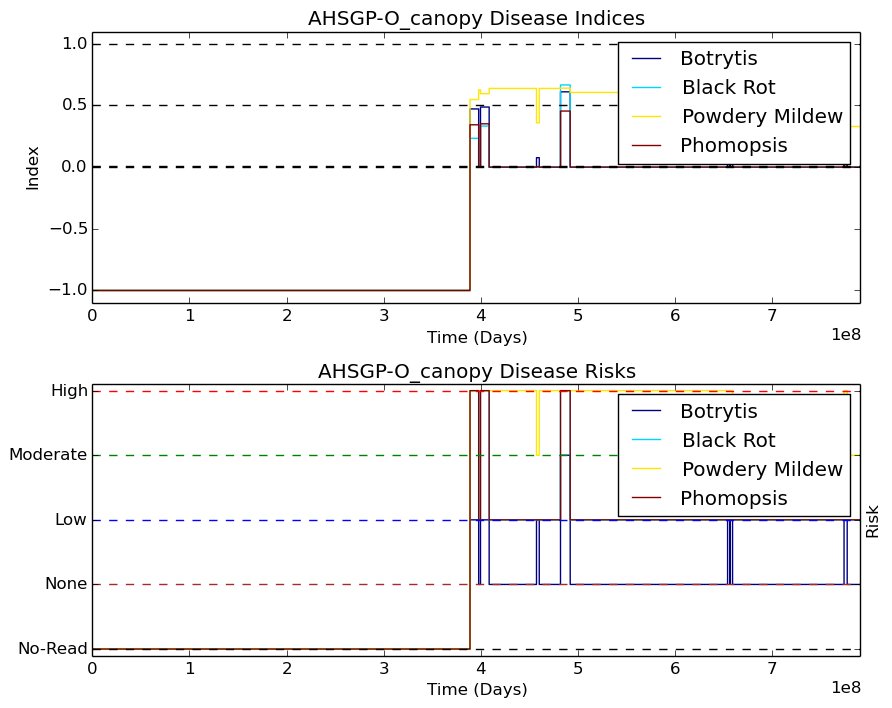 AHSGP-O_canopy Disease Indices
Index
1.0
0.5
0.0
−0.5
−1.0
Botrytis
Black Rot
Powdery Mildew
Phomopsis
0 1 2 3 4 5 6 7
1e8
Time (Days)
AHSGP-O_canopy Disease Risks
High
Moderate
Low
None
No-Read
Botrytis
Black Rot
Powdery Mildew
Phomopsis
Risk
0 1 2 3 4 5 6 7
1e8
Time (Days)